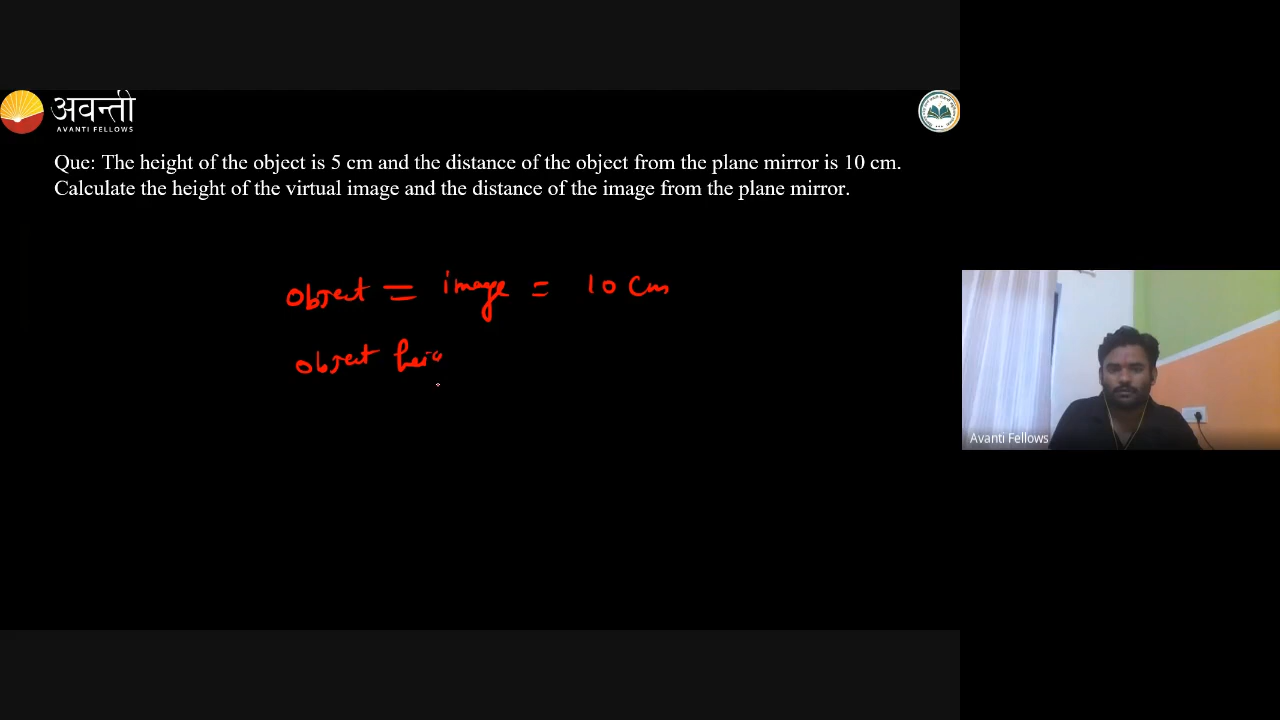 अवन्ती
AVANTI FELLOWS
Que: The height of the object is 5 cm and the distance of the object from the plane mirror is 10 cm.
Calculate the height of the virtual image and the distance of the image from the plane mirror.
object = image = 10 cm
object heig
Avanti Fellows